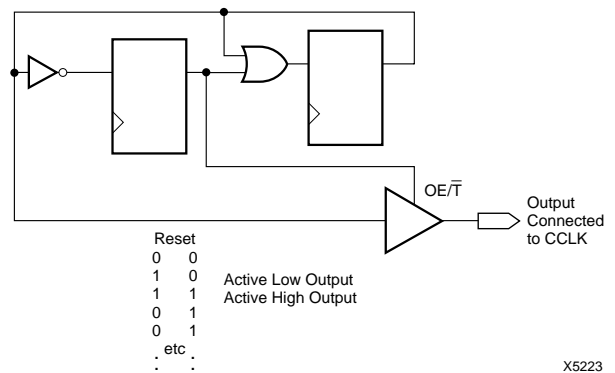 OE/T̅
Output
Connected
to CCLK
Reset
0 0
1 0 Active Low Output
1 1 Active High Output
0 1
0 1
etc
. .
. .
X5223